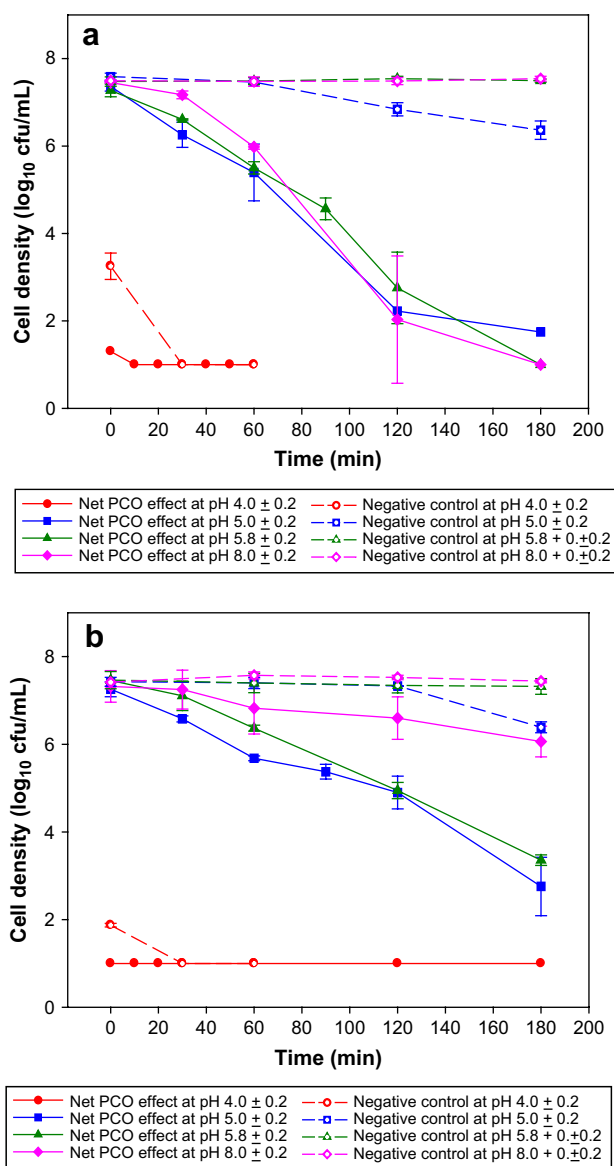 a
8
6
4
2
0
Cell density (log10 cfu/mL)
0 20 40 60 80 100 120 140 160 180 200
Time (min)
Net PCO effect at pH 4.0 ± 0.2
Negative control at pH 4.0 ± 0.2
Net PCO effect at pH 5.0 ± 0.2
Negative control at pH 5.0 ± 0.2
Net PCO effect at pH 5.8 ± 0.2
Negative control at pH 5.8 + 0.±0.2
Net PCO effect at pH 8.0 ± 0.2
Negative control at pH 8.0 + 0.±0.2
b
8
6
4
2
0
Cell density (log10 cfu/mL)
0 20 40 60 80 100 120 140 160 180 200
Time (min)
Net PCO effect at pH 4.0 ± 0.2
Negative control at pH 4.0 ± 0.2
Net PCO effect at pH 5.0 ± 0.2
Negative control at pH 5.0 ± 0.2
Net PCO effect at pH 5.8 ± 0.2
Negative control at pH 5.8 + 0.±0.2
Net PCO effect at pH 8.0 ± 0.2
Negative control at pH 8.0 + 0.±0.2